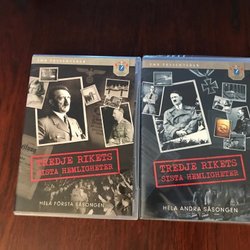 TREDJE RIKETS
SISTA HEMLIGHETER
HELA FÖRSTA SÄSONGEN
TREDJE RIKETS
SISTA HEMLIGHETER
HELA ANDRA SÄSONGEN